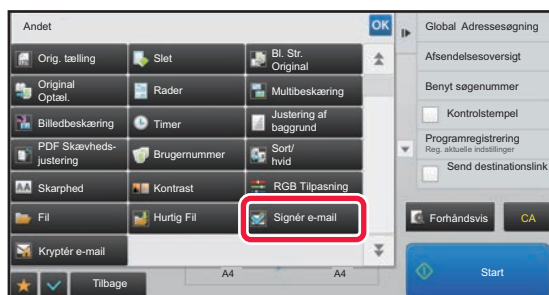 Andet
OK
Orig. tælling
Slet
Bl. Str.
Original
Original
Optæl.
Rader
Multibeskæring
Billedbeskæring
Timer
Justering af
baggrund
PDF Skævheds-
justering
Brugernummer
Sort/
hvid
AA
Skarphed
Kontrast
RGB Tilpasning
Fil
Hurtig Fil
Signér e-mail
Kryptér e-mail
Tilbage
A4
A4
Global Adressesøgning
Afsendelsesoversigt
Benyt søgenummer
Kontrolstempel
Programregistrering
Reg. aktuelle indstillinger
Send destinationslink
Forhåndsvis
CA
Start